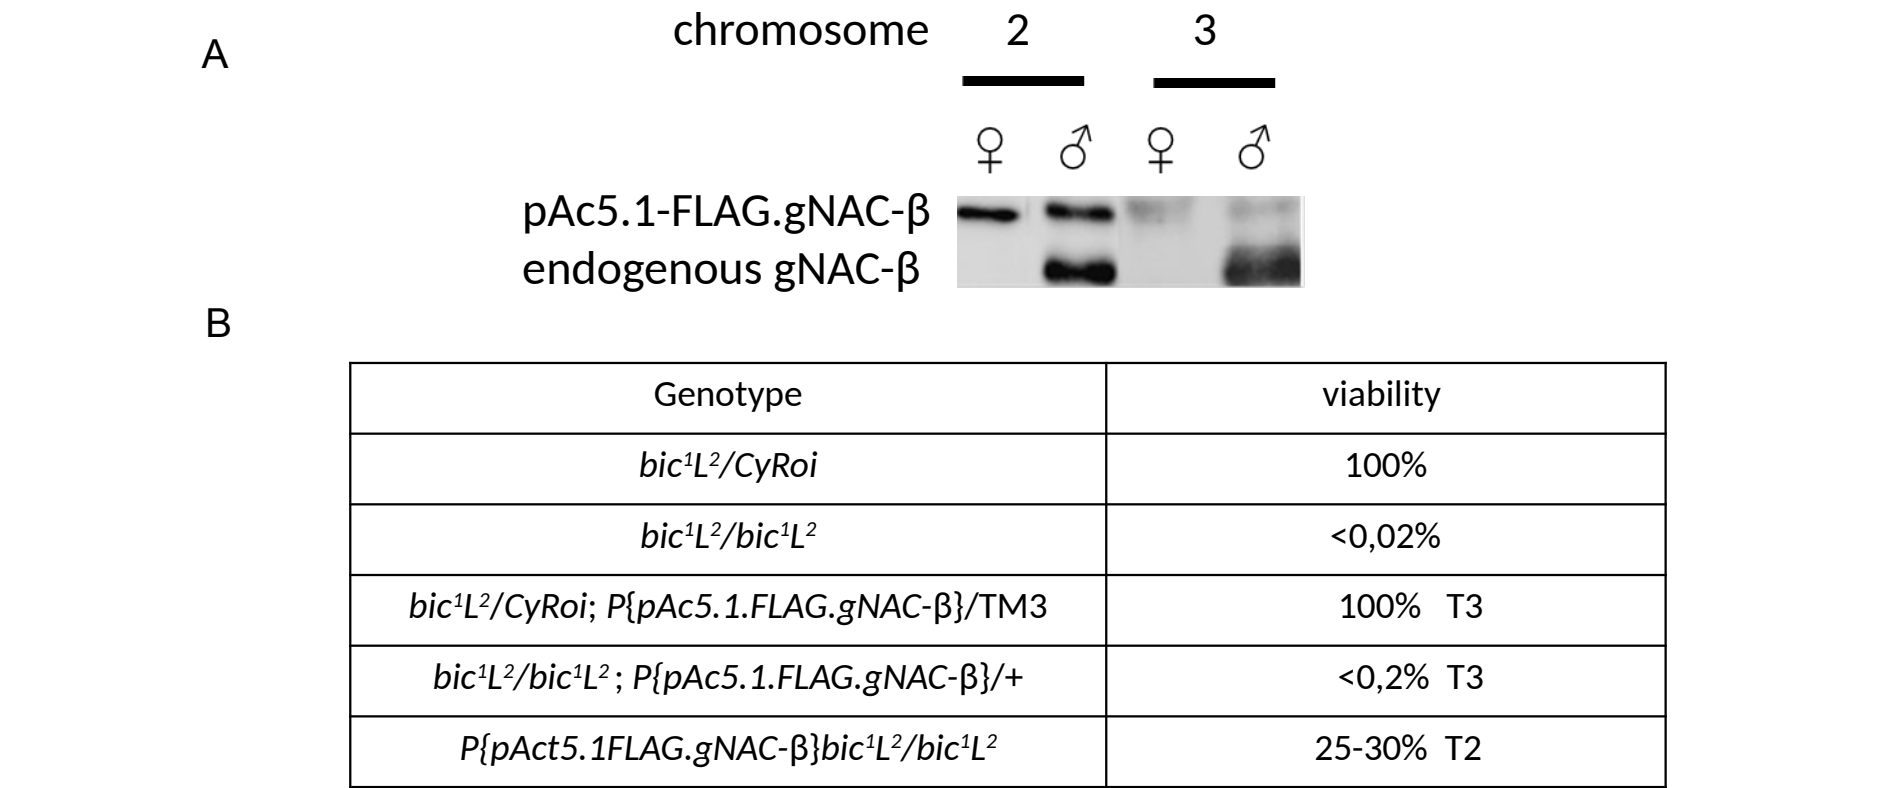 A
chromosome 2 3
♀ ♂ ♀ ♂
pAc5.1-FLAG.gNAC-β
endogenous gNAC-β
B
Genotype viability
bic¹L²/CyRoi 100%
bic¹L²/bic¹L² <0,02%
bic¹L²/CyRoi; P{pAc5.1.FLAG.gNAC-β}/TM3 100% T3
bic¹L²/bic¹L² ; P{pAc5.1.FLAG.gNAC-β}/+ <0,2% T3
P{pAct5.1FLAG.gNAC-β}bic¹L²/bic¹L² 25-30% T2